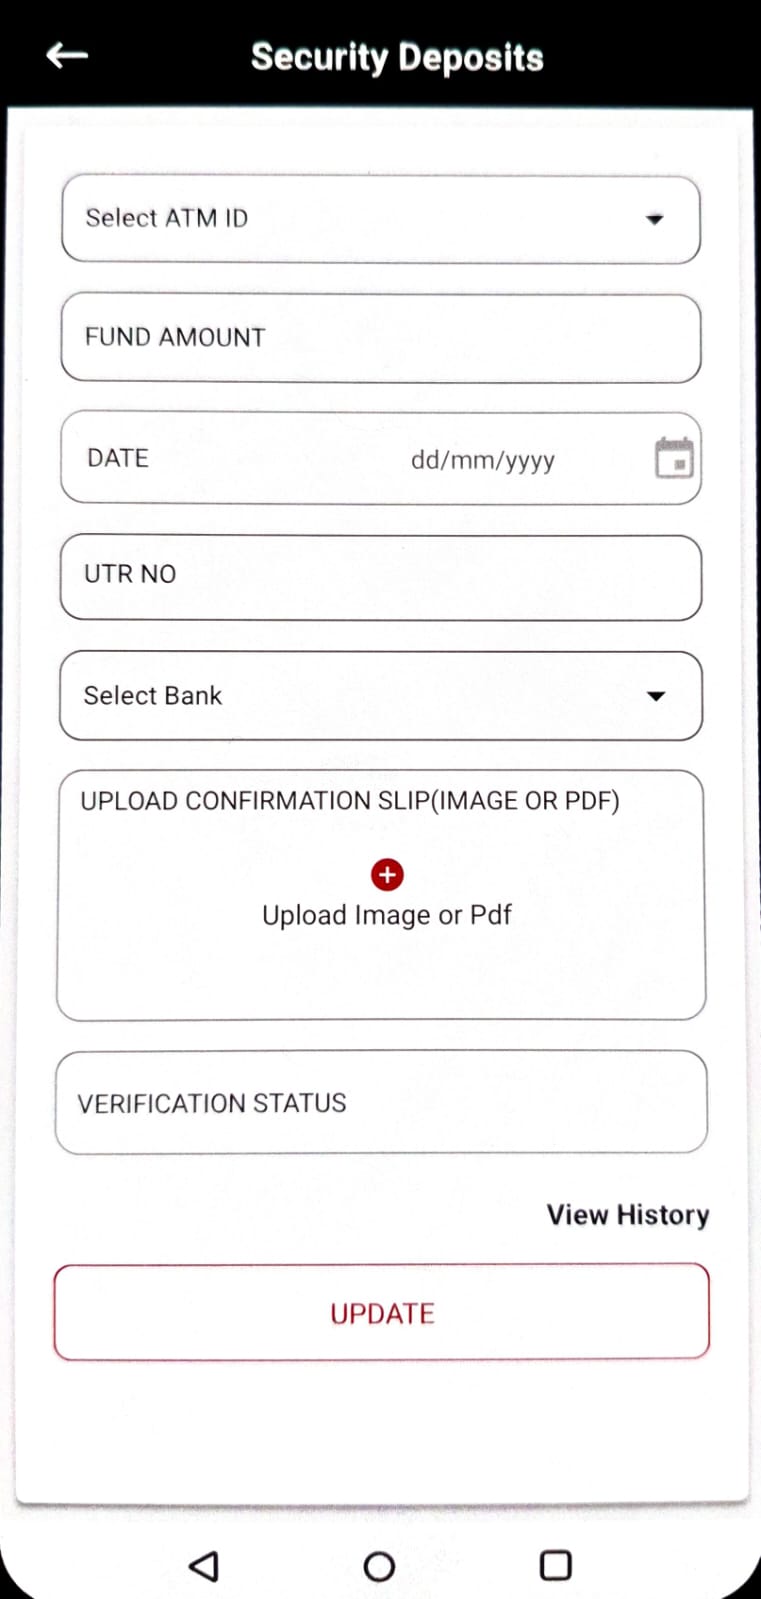 Security Deposits
Select ATM ID
FUND AMOUNT
DATE dd/mm/yyyy
UTR NO
Select Bank
UPLOAD CONFIRMATION SLIP(IMAGE OR PDF)
Upload Image or Pdf
VERIFICATION STATUS
View History
UPDATE